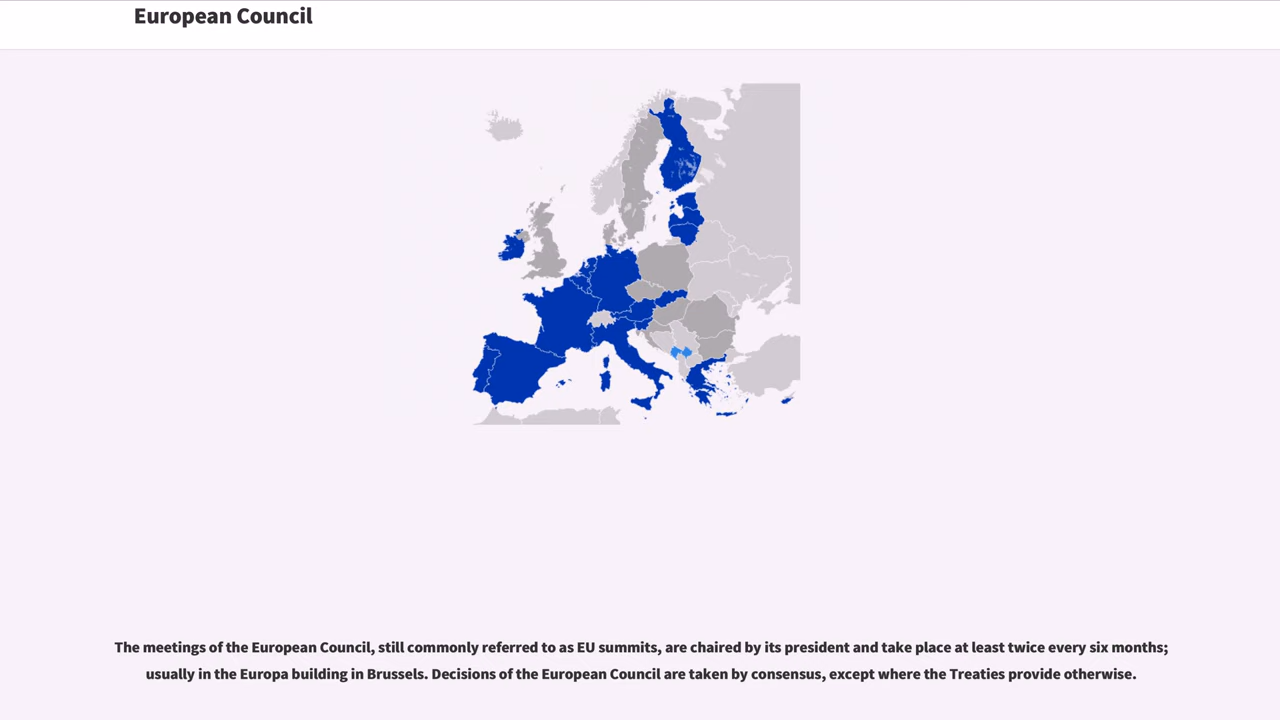 European Council
The meetings of the European Council, still commonly referred to as EU summits, are chaired by its president and take place at least twice every six months;
usually in the Europa building in Brussels. Decisions of the European Council are taken by consensus, except where the Treaties provide otherwise.